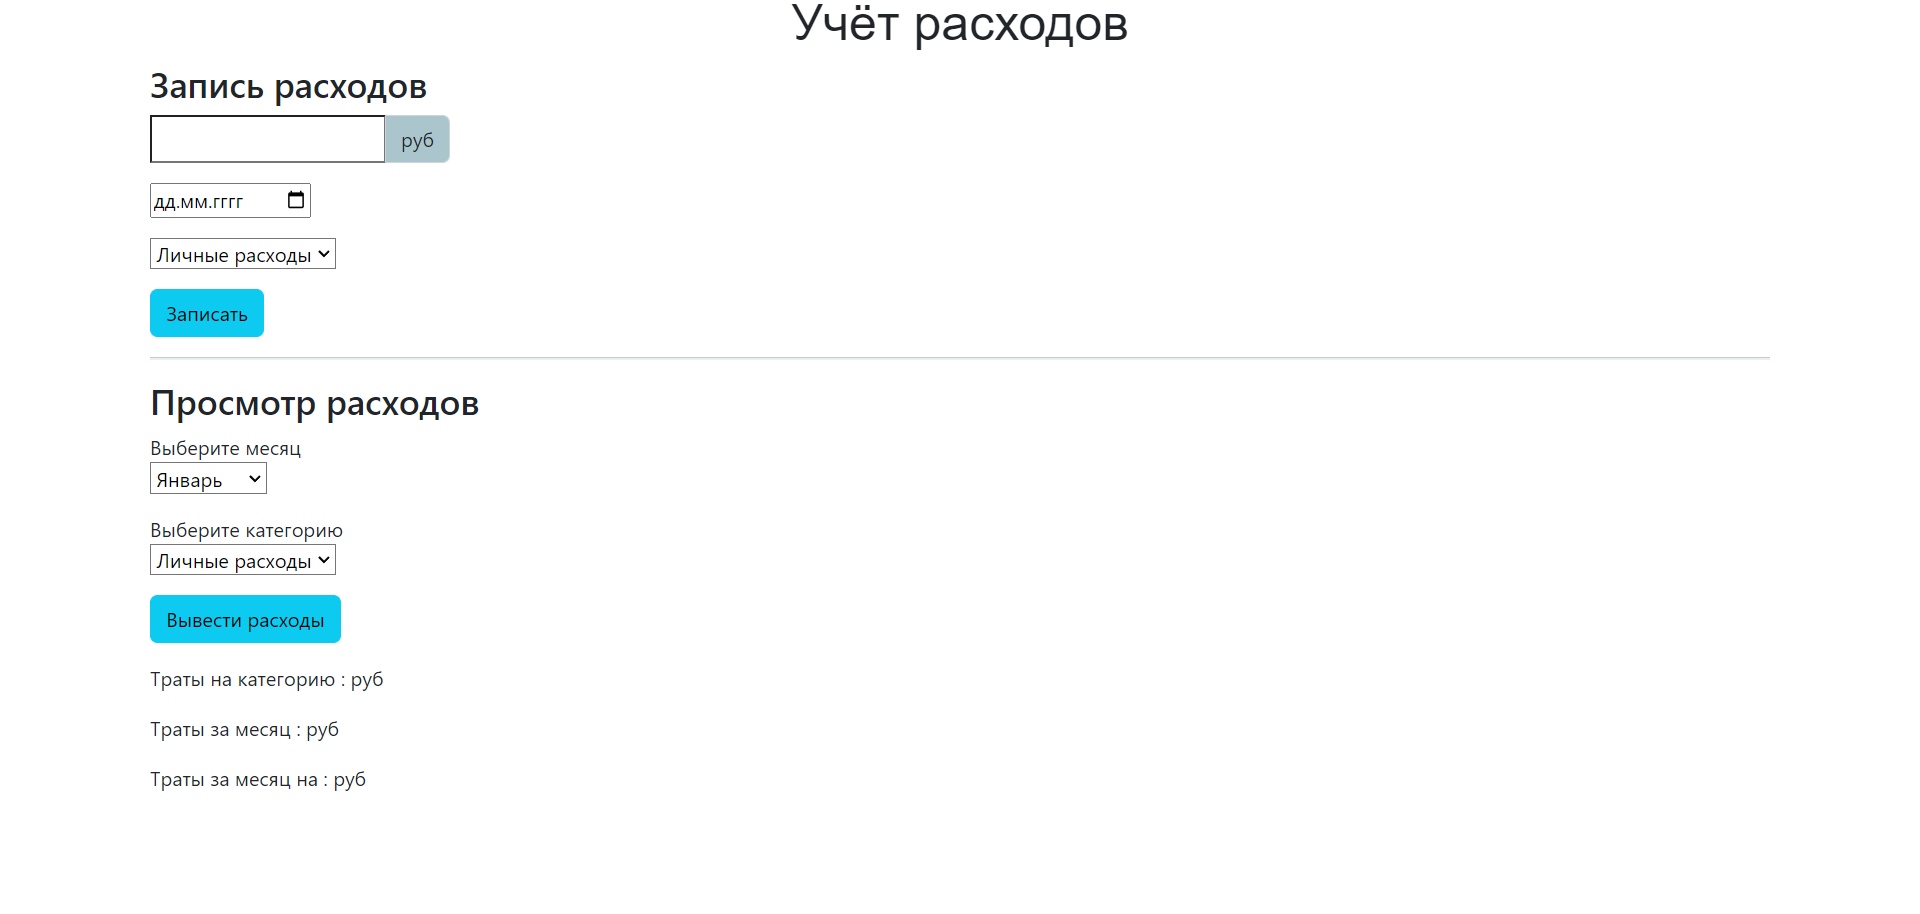 Учёт расходов
Запись расходов
руб
дд.мм.гггг
Личные расходы
Записать
Просмотр расходов
Выберите месяц
Январь
Выберите категорию
Личные расходы
Вывести расходы
Траты на категорию : руб
Траты за месяц : руб
Траты за месяц на : руб